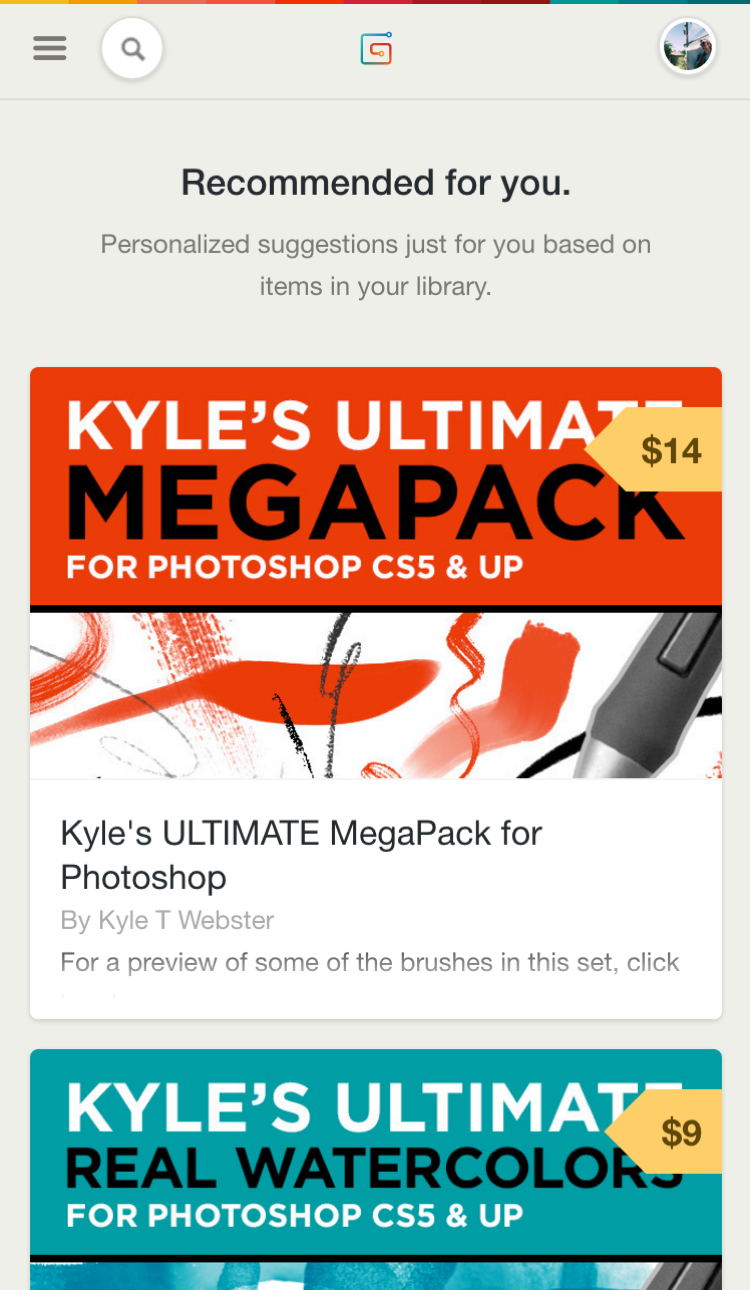 Recommended for you.
Personalized suggestions just for you based on
items in your library.
KYLE'S ULTIMATE
$14
MEGAPACK
FOR PHOTOSHOP CS5 & UP
Kyle's ULTIMATE MegaPack for
Photoshop
By Kyle T Webster
For a preview of some of the brushes in this set, click
KYLE'S ULTIMATE
$9
REAL WATERCOLORS
FOR PHOTOSHOP CS5 & UP